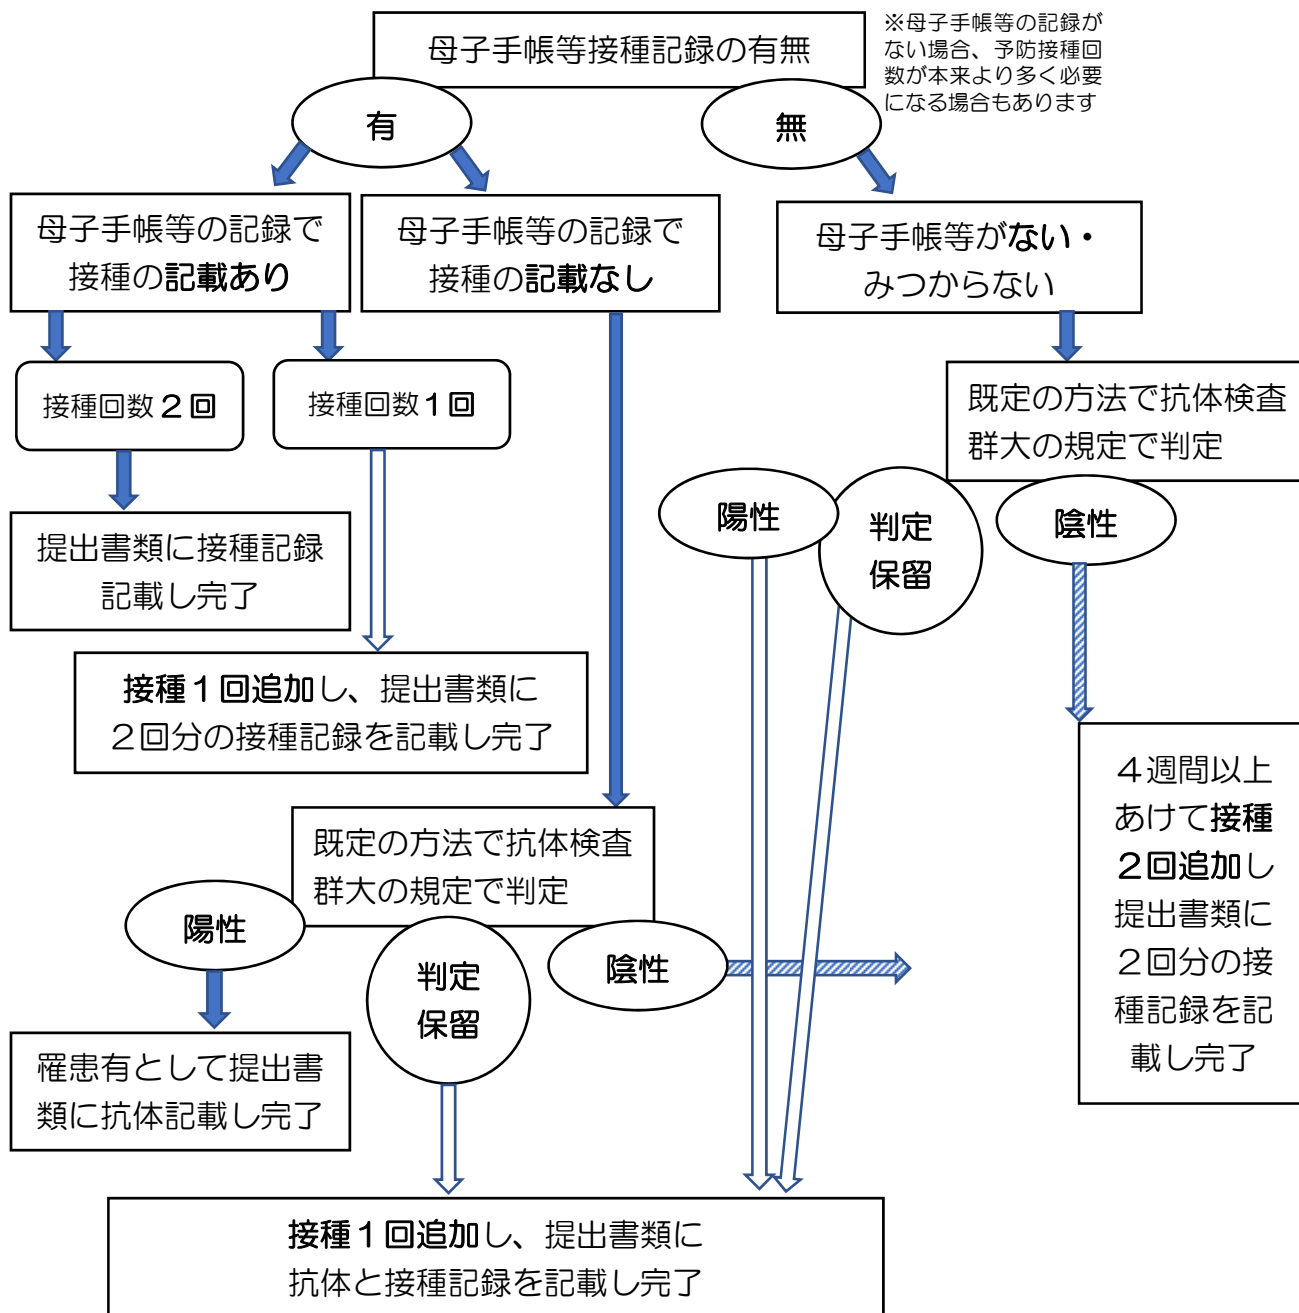 母子手帳等接種記録の有無
※母子手帳等の記録が
ない場合、予防接種回
数が本来より多く必要
になる場合もあります
有
無
母子手帳等の記録で
接種の記載あり
母子手帳等の記録で
接種の記載なし
母子手帳等がない・
みつからない
接種回数２回
接種回数１回
既定の方法で抗体検査
群大の規定で判定
陽性
判定
保留
陰性
提出書類に接種記録
記載し完了
接種１回追加し、提出書類に
２回分の接種記録を記載し完了
４週間以上
あけて接種
２回追加し
提出書類に
２回分の接
種記録を記
載し完了
既定の方法で抗体検査
群大の規定で判定
陽性
判定
保留
陰性
罹患有として提出書
類に抗体記載し完了
接種１回追加し、提出書類に
抗体と接種記録を記載し完了